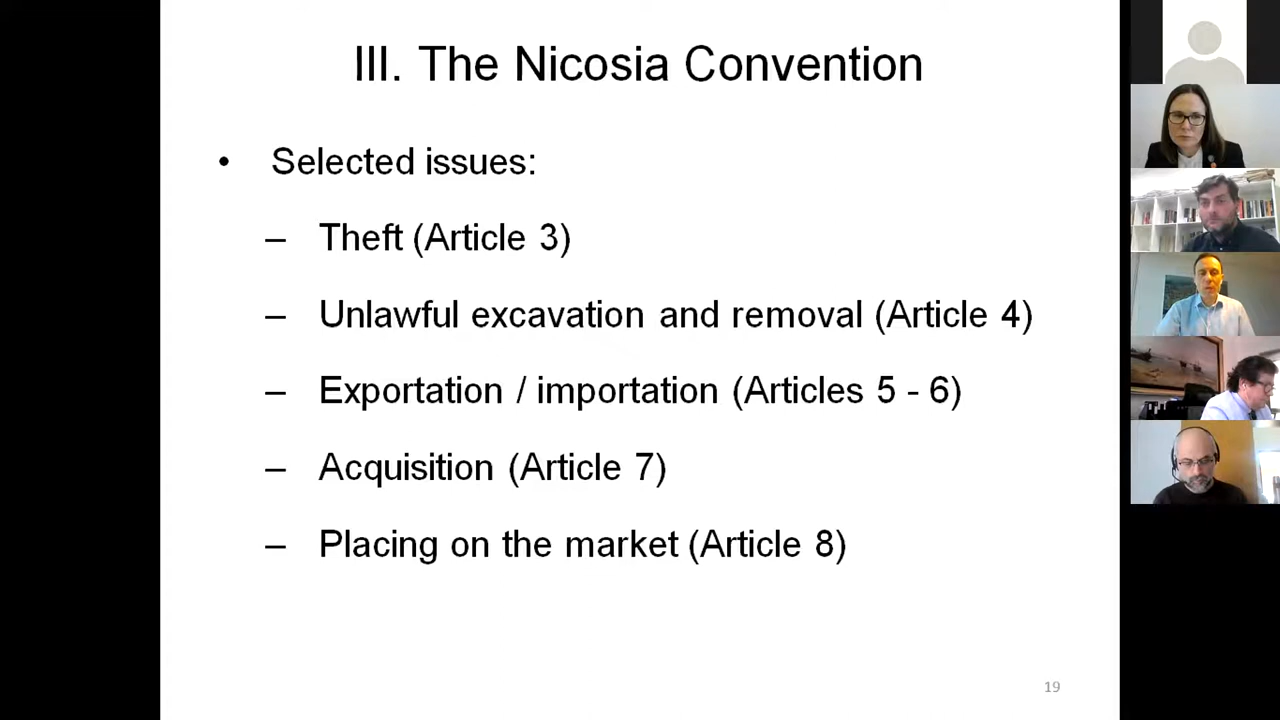 III. The Nicosia Convention
• Selected issues:
– Theft (Article 3)
– Unlawful excavation and removal (Article 4)
– Exportation / importation (Articles 5 - 6)
– Acquisition (Article 7)
– Placing on the market (Article 8)
19